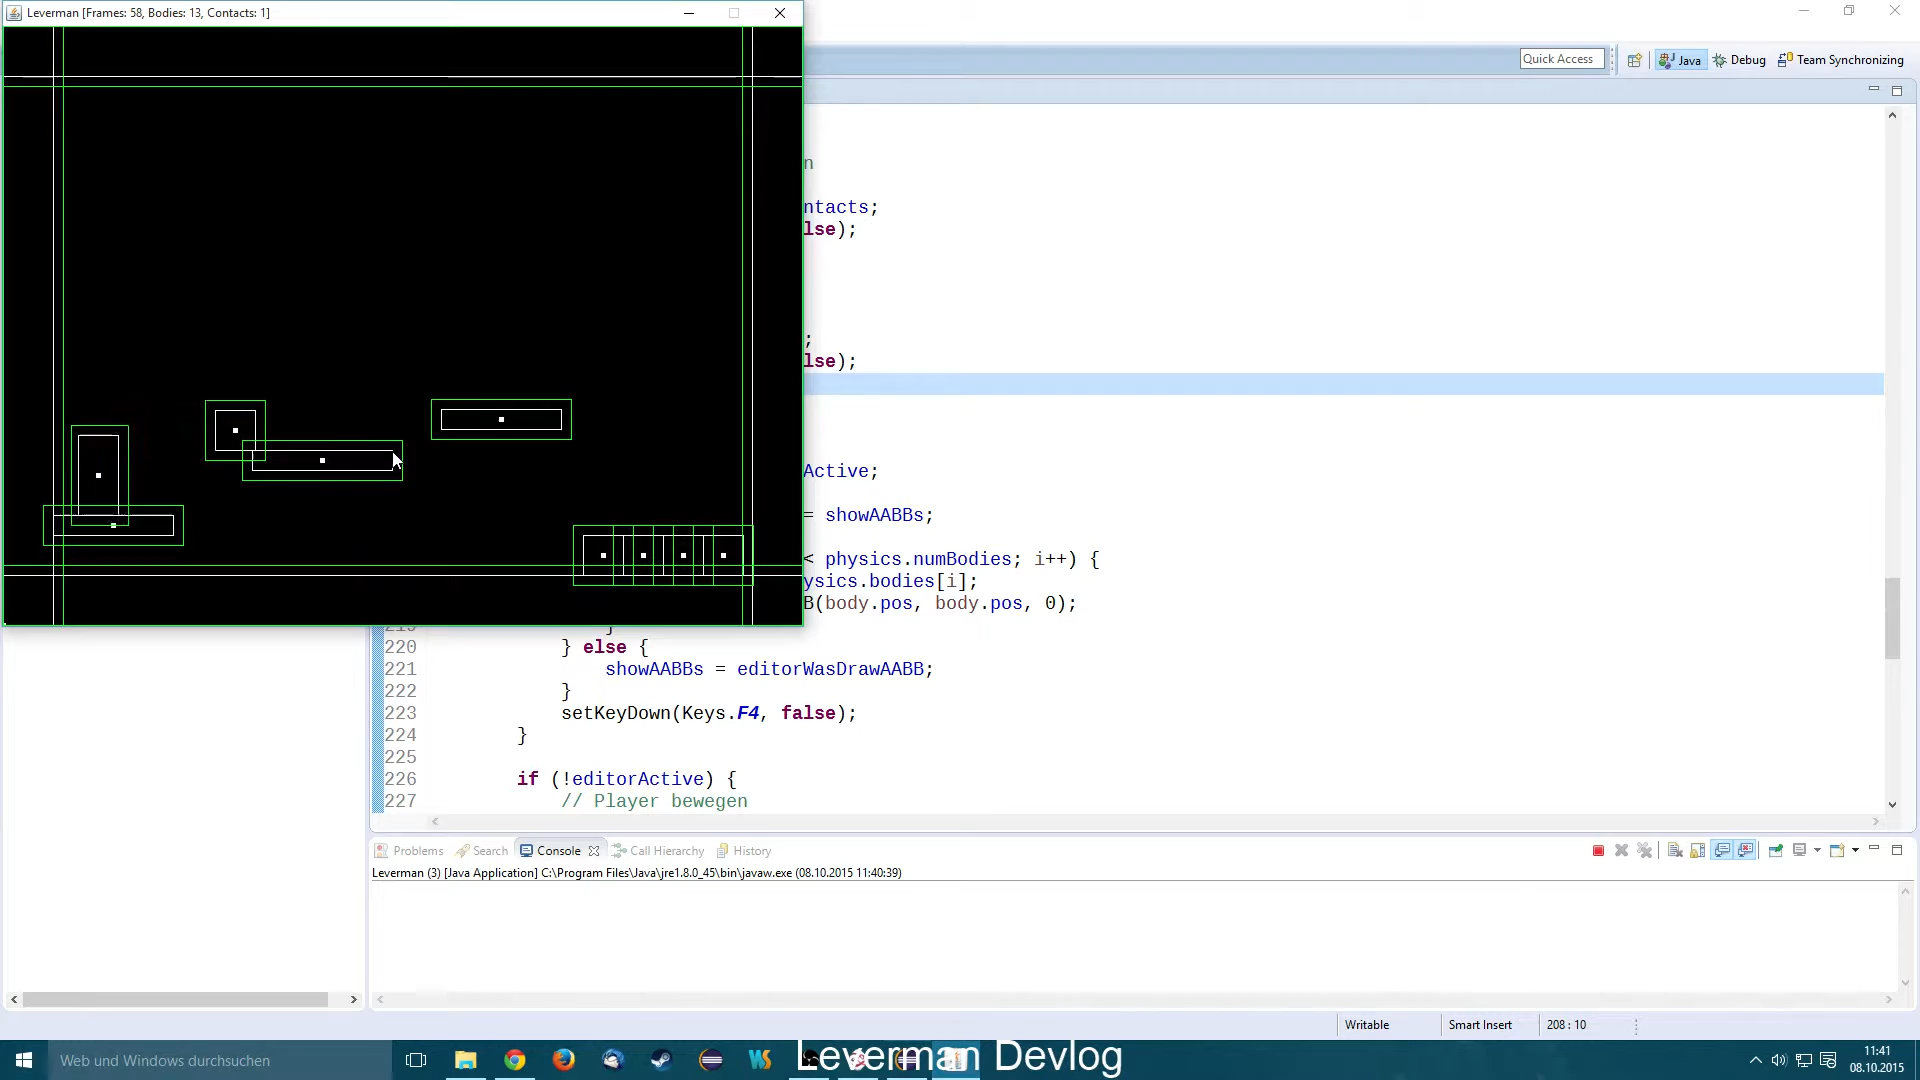 Leverman [Frames: 58, Bodies: 13, Contacts: 1]
Quick Access
Java
Debug
Team Synchronizing
n
ntacts;
lse);
;
lse);
Active;
= showAABBs;
< physics.numBodies; i++) {
ysics.bodies[i];
B(body.pos, body.pos, 0);
219 }
220 } else {
221 showAABBs = editorWasDrawAABB;
222 }
223 setKeyDown(Keys.F4, false);
224 }
225
226 if (!editorActive) {
227 // Player bewegen
Problems Search Console Call Hierarchy History
Leverman (3) [Java Application] C:\Program Files\Java\jre1.8.0_45\bin\javaw.exe (08.10.2015 11:40:39)
Writable Smart Insert 208 : 10
Web und Windows durchsuchen
Leverman Devlog
11:41
08.10.2015